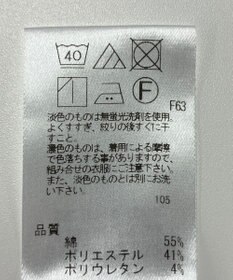 40
F
F63
淡色のものは無蛍光洗剤を使用。
よくすすぎ、絞りの後すぐに干
すこと。
濃色のものは、着用による摩擦
で色落ちする事がありますので、
組み合せの衣服にご注意下さい。
また、淡色のものとは別にお洗
い下さい。
105
品質
綿 55%
ポリエステル 41%
ポリウレタン 4%